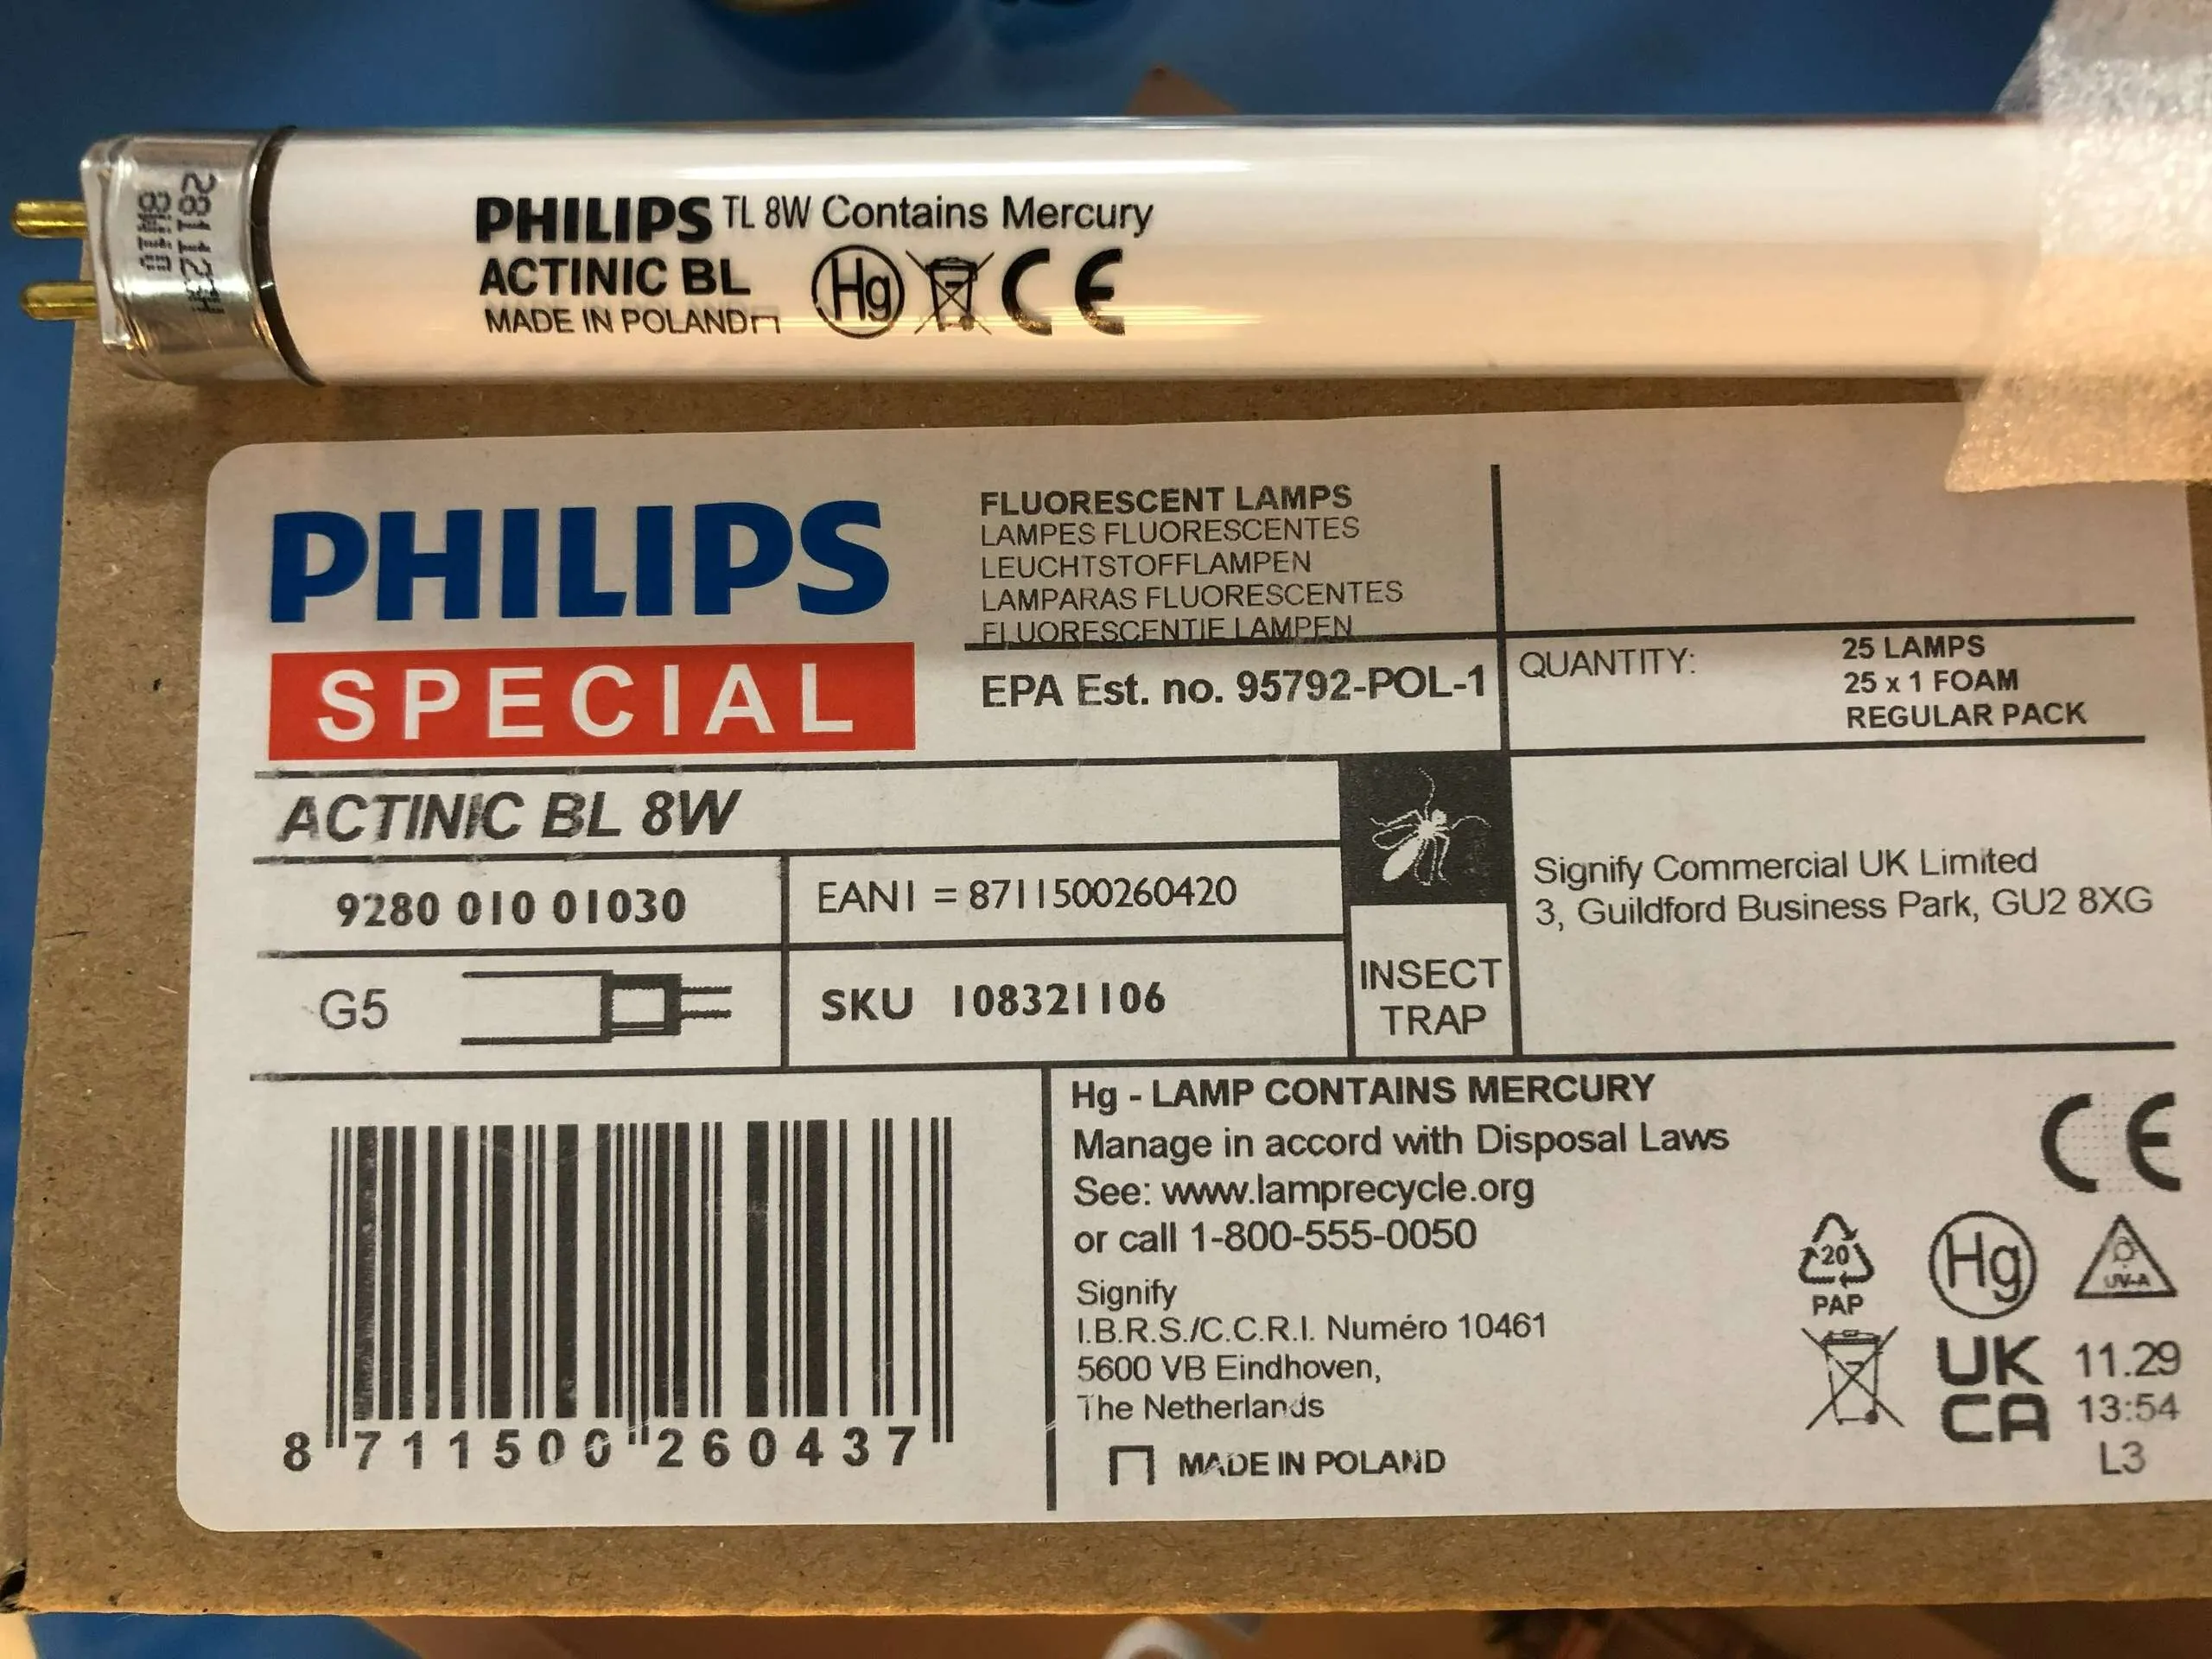 PHILIPS TL 8W Contains Mercury
ACTINIC BL Hg CE
MADE IN POLAND
PHILIPS
SPECIAL
FLUORESCENT LAMPS
LAMPES FLUORESCENTES
LEUCHTSTOFFLAMPEN
LAMPARAS FLUORESCENTES
FLUORESCENTIE LAMPEN
EPA Est. no. 95792-POL-1
QUANTITY: 25 LAMPS
25 x 1 FOAM
REGULAR PACK
ACTINIC BL 8W
9280 010 01030
EAN1 = 8711500260420
G5
SKU 108321106
INSECT
TRAP
Signify Commercial UK Limited
3, Guildford Business Park, GU2 8XG
8 711500 260437
Hg - LAMP CONTAINS MERCURY
Manage in accord with Disposal Laws
See: www.lamprecycle.org
or call 1-800-555-0050
Signify
I.B.R.S./C.C.R.I. Numéro 10461
5600 VB Eindhoven,
The Netherlands
MADE IN POLAND
CE
20
PAP
Hg
UV-A
UK
CA
11.29
13:54
L3